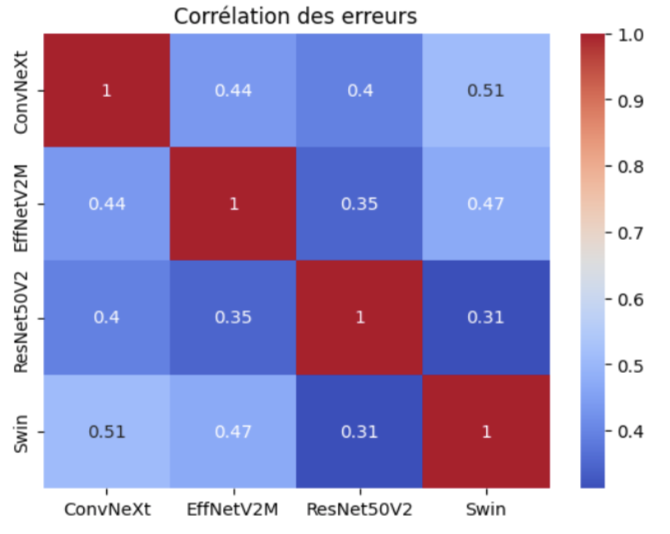 Corrélation des erreurs
ConvNeXt
1
0.44
0.4
0.51
EffNetV2M
0.44
1
0.35
0.47
ResNet50V2
0.4
0.35
1
0.31
Swin
0.51
0.47
0.31
1
ConvNeXt
EffNetV2M
ResNet50V2
Swin
1.0
0.9
0.8
0.7
0.6
0.5
0.4